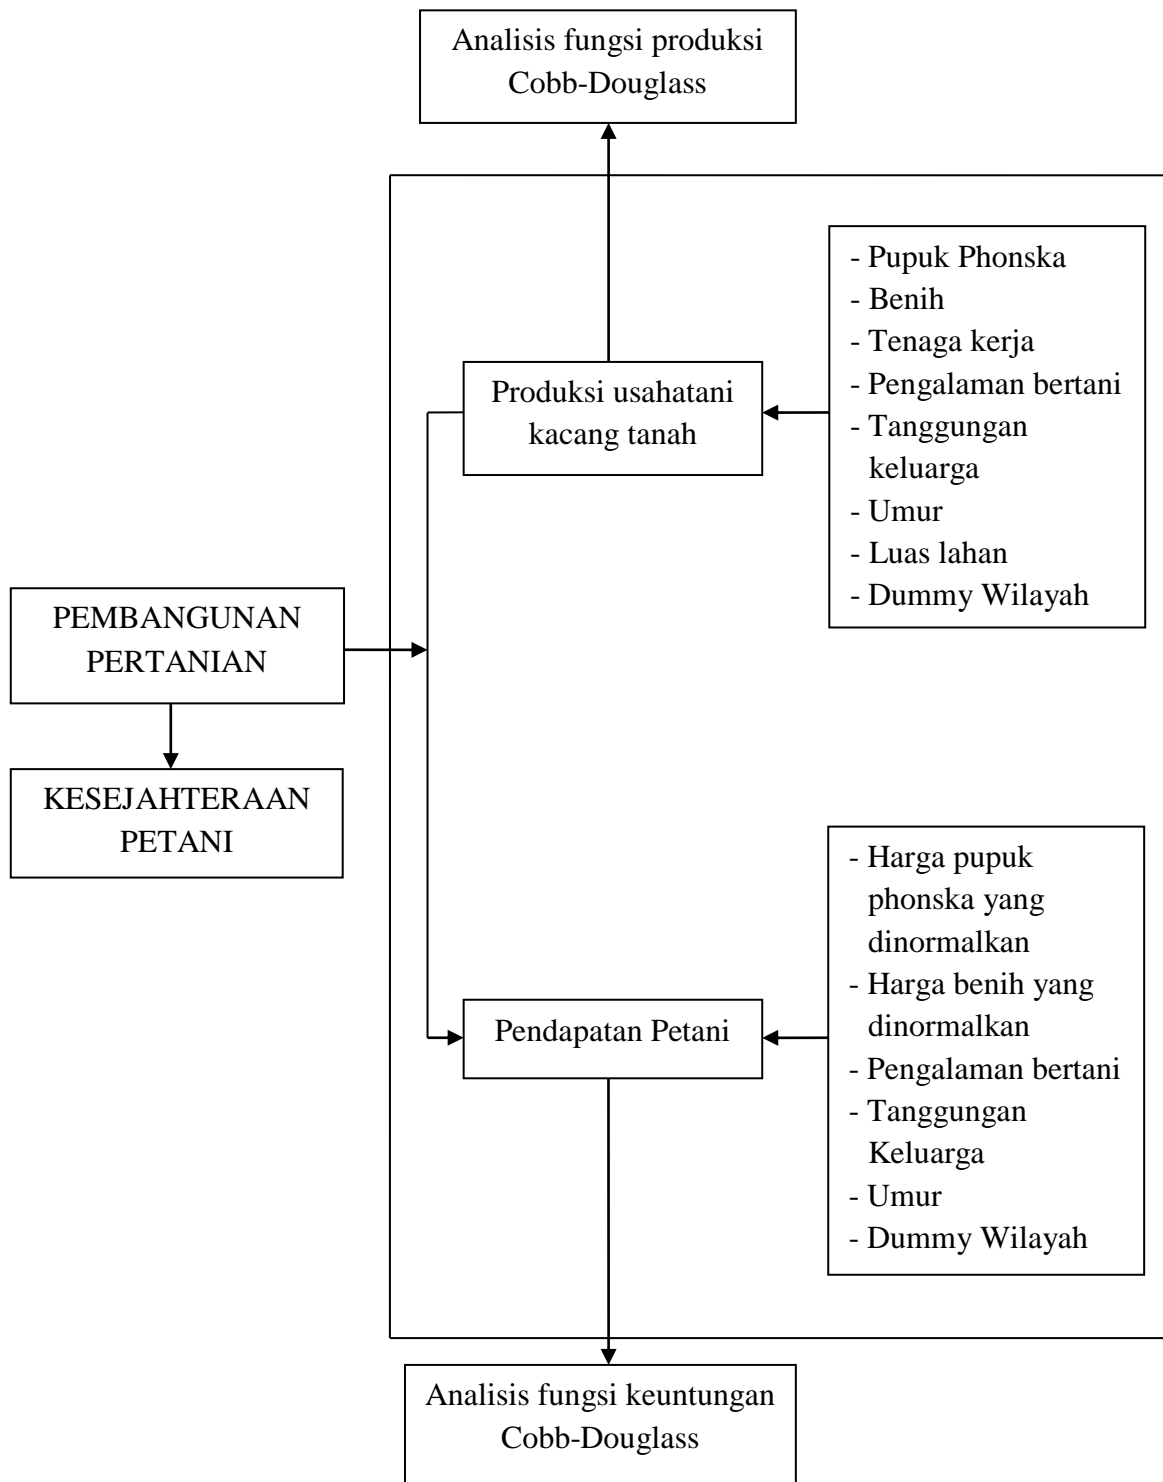 Analisis fungsi produksi
Cobb-Douglass
- Pupuk Phonska
- Benih
- Tenaga kerja
- Pengalaman bertani
- Tanggungan
keluarga
- Umur
- Luas lahan
- Dummy Wilayah
Produksi usahatani
kacang tanah
PEMBANGUNAN
PERTANIAN
KESEJAHTERAAN
PETANI
- Harga pupuk
phonska yang
dinormalkan
- Harga benih yang
dinormalkan
- Pengalaman bertani
- Tanggungan
Keluarga
- Umur
- Dummy Wilayah
Pendapatan Petani
Analisis fungsi keuntungan
Cobb-Douglass